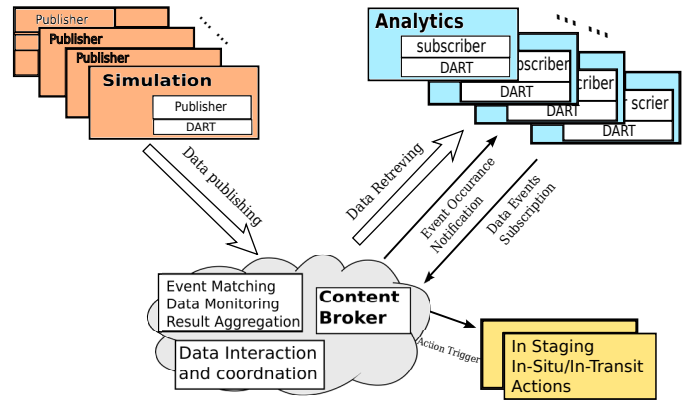 Publisher
Publisher
Publisher
Simulation
Publisher
DART
Analytics
subscriber
DART
bscriber
DART
criber
DART
r scrier
DART
Data publishing
Data Retreving
Event Occurance
Notification
Data Events
Subscription
Event Matching
Data Monitoring
Result Aggregation
Content
Broker
Data Interaction
and coordnation
Action Trigger
In Staging
In-Situ/In-Transit
Actions